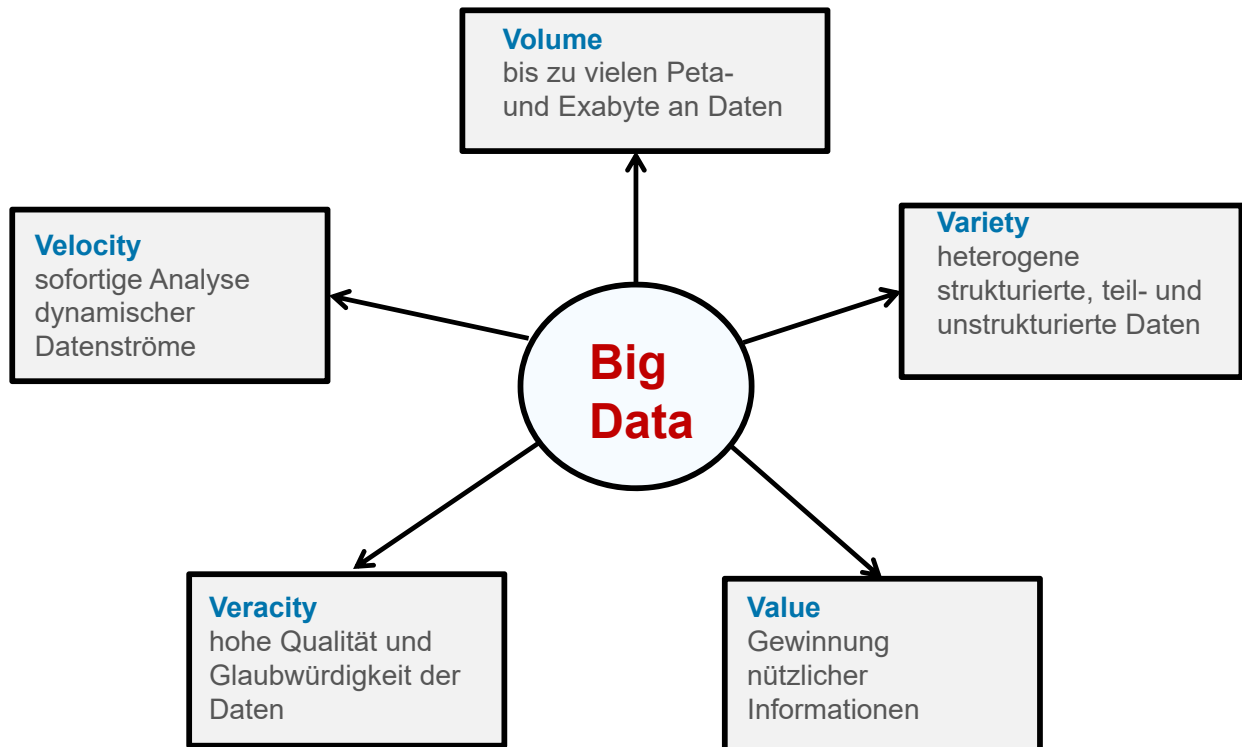 Volume
bis zu vielen Peta-
und Exabyte an Daten
Velocity
sofortige Analyse
dynamischer
Datenströme
Variety
heterogene
strukturierte, teil- und
unstrukturierte Daten
Big
Data
Veracity
hohe Qualität und
Glaubwürdigkeit der
Daten
Value
Gewinnung
nützlicher
Informationen